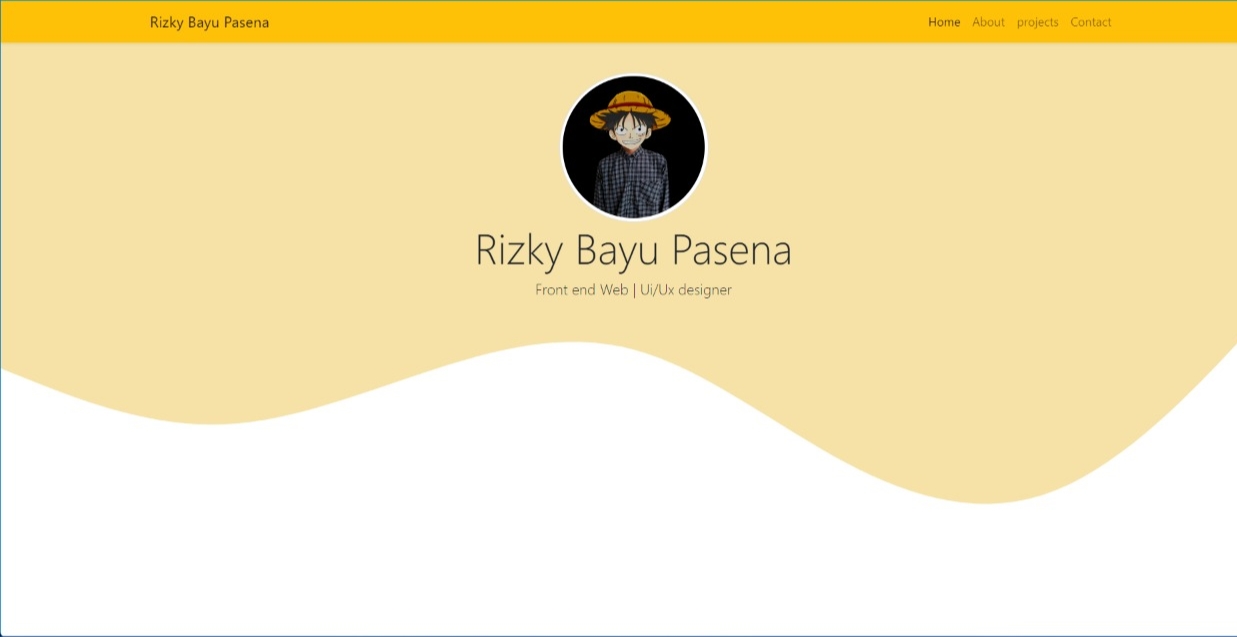 Rizky Bayu Pasena
Home About projects Contact
Rizky Bayu Pasena
Front end Web | Ui/Ux designer